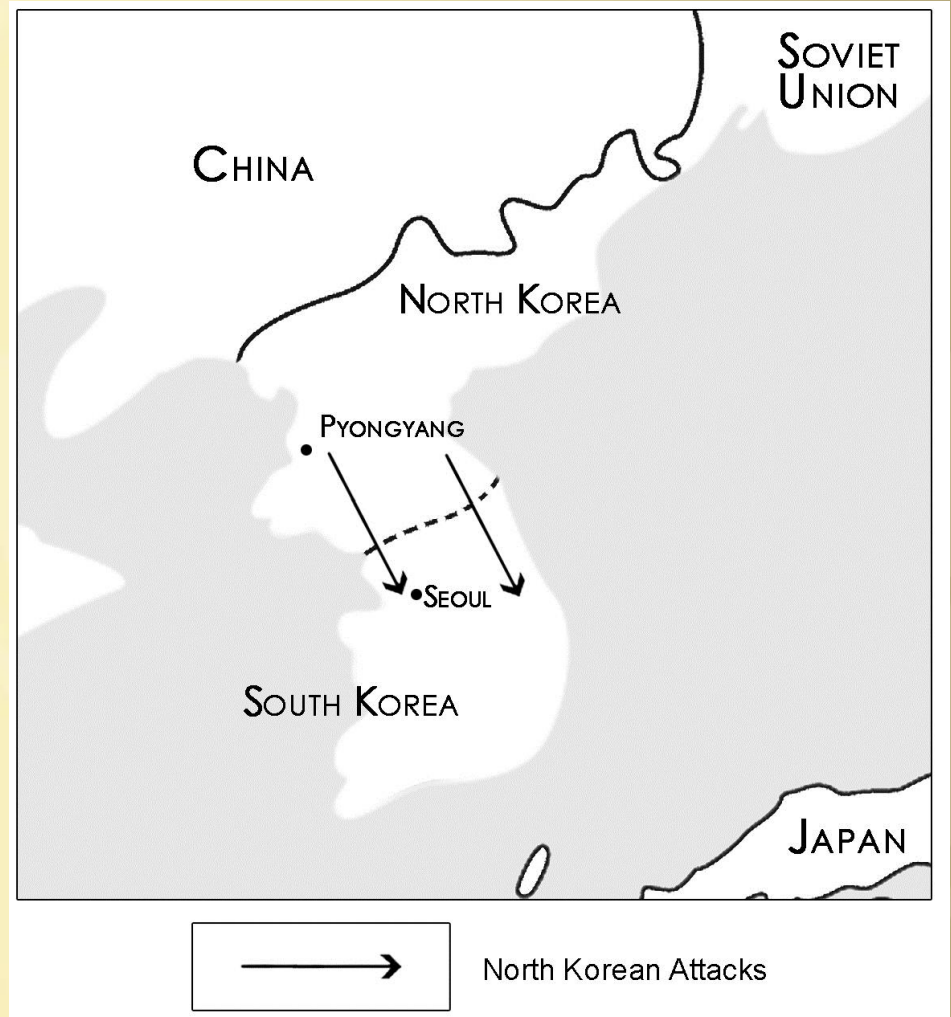 SOVIET
UNION
CHINA
NORTH KOREA
PYONGYANG
SEOUL
SOUTH KOREA
JAPAN
North Korean Attacks